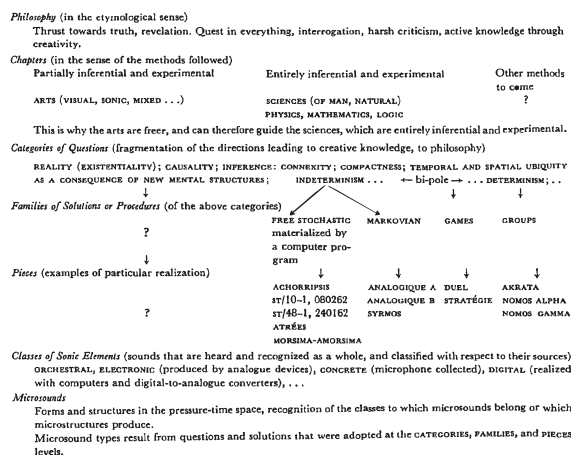 Philosophy (in the etymological sense)
Thrust towards truth, revelation. Quest in everything, interrogation, harsh criticism, active knowledge through
creativity.
Chapters (in the sense of the methods followed)
Partially inferential and experimental Entirely inferential and experimental Other methods
to come
ARTS (VISUAL, SONIC, MIXED . . .) SCIENCES (OF MAN, NATURAL) ?
PHYSICS, MATHEMATICS, LOGIC
This is why the arts are freer, and can therefore guide the sciences, which are entirely inferential and experimental.
Categories of Questions (fragmentation of the directions leading to creative knowledge, to philosophy)
REALITY (EXISTENTIALITY); CAUSALITY; INFERENCE: CONNEXITY; COMPACTNESS; TEMPORAL AND SPATIAL UBIQUITY
AS A CONSEQUENCE OF NEW MENTAL STRUCTURES; INDETERMINISM . . . ← bi-pole → . . . DETERMINISM; . .
↓ ↓ ↓
Families of Solutions or Procedures (of the above categories)
? FREE STOCHASTIC MARKOVIAN GAMES GROUPS
materialized by
a computer pro-
gram
↓
Pieces (examples of particular realization) ↓ ↓ ↓ ↓
ACHORRIPSIS ANALOGIQUE A DUEL AKRATA
? ST/10-1, 080262 ANALOGIQUE B STRATÉGIE NOMOS ALPHA
ST/48-1, 240162 SYRMOS NOMOS GAMMA
ATRÉES
MORSIMA-AMORSIMA
Classes of Sonic Elements (sounds that are heard and recognized as a whole, and classified with respect to their sources)
ORCHESTRAL, ELECTRONIC (produced by analogue devices), CONCRETE (microphone collected), DIGITAL (realized
with computers and digital-to-analogue converters), . . .
Microsounds
Forms and structures in the pressure-time space, recognition of the classes to which microsounds belong or which
microstructures produce.
Microsound types result from questions and solutions that were adopted at the CATEGORIES, FAMILIES, and PIECES
levels.